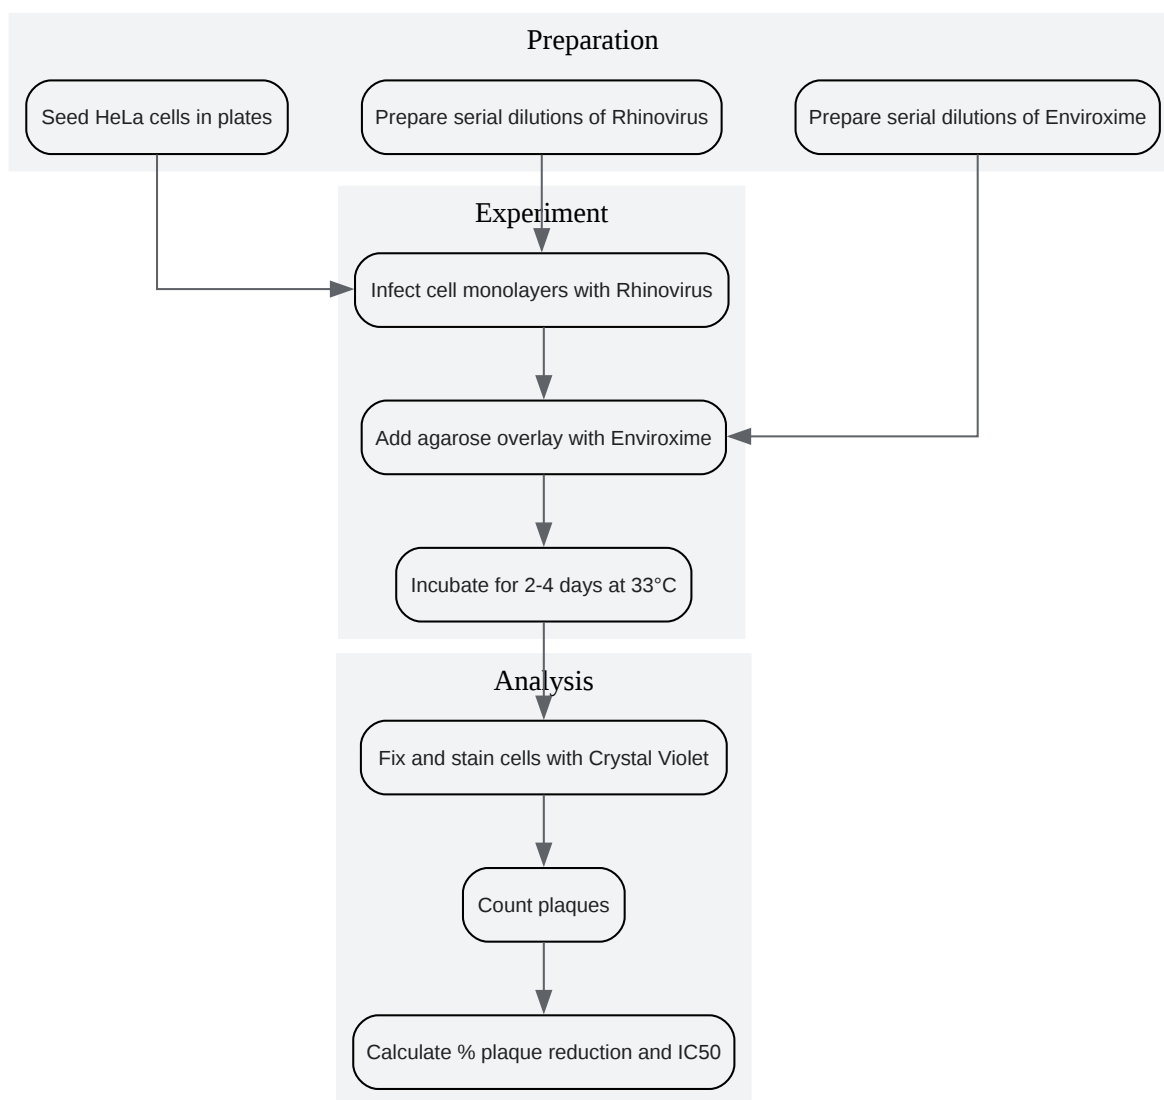 Preparation
Seed HeLa cells in plates
Prepare serial dilutions of Rhinovirus
Prepare serial dilutions of Enviroxime
Experiment
Infect cell monolayers with Rhinovirus
Add agarose overlay with Enviroxime
Incubate for 2-4 days at 33°C
Analysis
Fix and stain cells with Crystal Violet
Count plaques
Calculate % plaque reduction and IC50